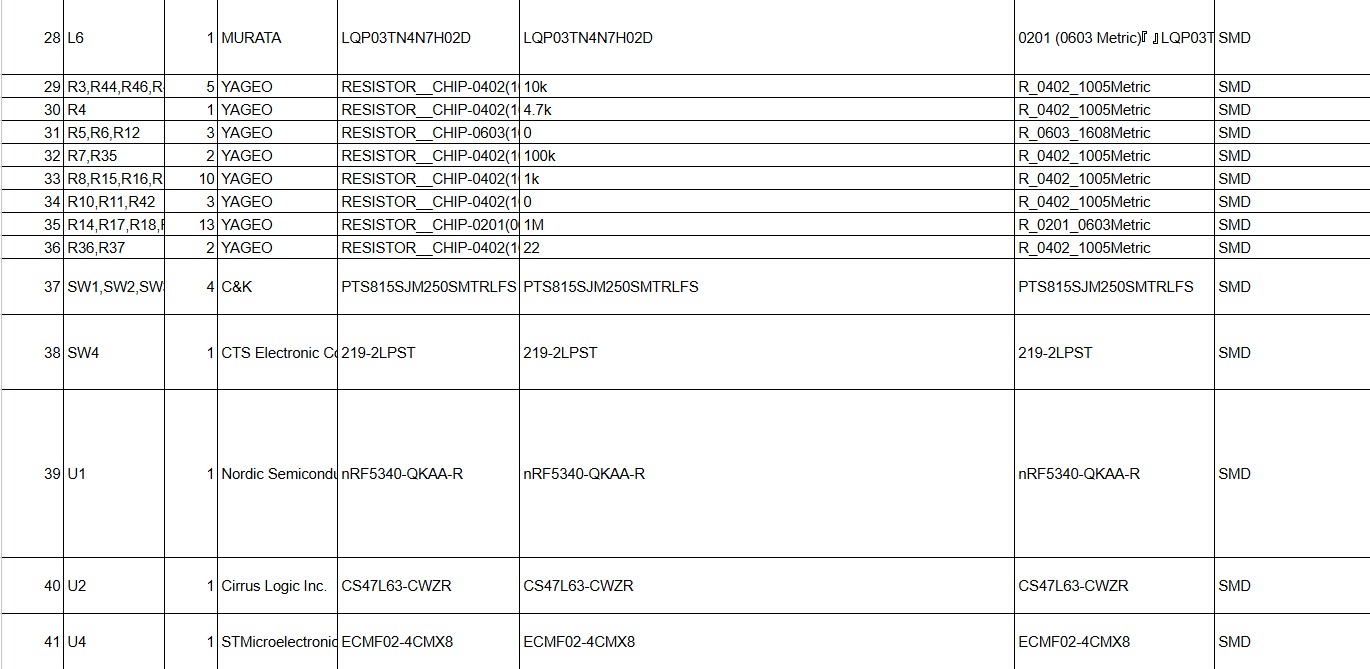 28 L6 1 MURATA LQP03TN4N7H02D LQP03TN4N7H02D 0201 (0603 Metric)『 』LQP03T SMD
29 R3,R44,R46,R 5 YAGEO RESISTOR__CHIP-0402(1 10k R_0402_1005Metric SMD
30 R4 1 YAGEO RESISTOR__CHIP-0402(1 4.7k R_0402_1005Metric SMD
31 R5,R6,R12 3 YAGEO RESISTOR__CHIP-0603(1 0 R_0603_1608Metric SMD
32 R7,R35 2 YAGEO RESISTOR__CHIP-0402(1 100k R_0402_1005Metric SMD
33 R8,R15,R16,R 10 YAGEO RESISTOR__CHIP-0402(1 1k R_0402_1005Metric SMD
34 R10,R11,R42 3 YAGEO RESISTOR__CHIP-0402(1 0 R_0402_1005Metric SMD
35 R14,R17,R18, 13 YAGEO RESISTOR__CHIP-0201(0 1M R_0201_0603Metric SMD
36 R36,R37 2 YAGEO RESISTOR__CHIP-0402(1 22 R_0402_1005Metric SMD
37 SW1,SW2,SW 4 C&K PTS815SJM250SMTRLFS PTS815SJM250SMTRLFS PTS815SJM250SMTRLFS SMD
38 SW4 1 CTS Electronic Co 219-2LPST 219-2LPST 219-2LPST SMD
39 U1 1 Nordic Semicondu nRF5340-QKAA-R nRF5340-QKAA-R nRF5340-QKAA-R SMD
40 U2 1 Cirrus Logic Inc. CS47L63-CWZR CS47L63-CWZR CS47L63-CWZR SMD
41 U4 1 STMicroelectronic ECMF02-4CMX8 ECMF02-4CMX8 ECMF02-4CMX8 SMD